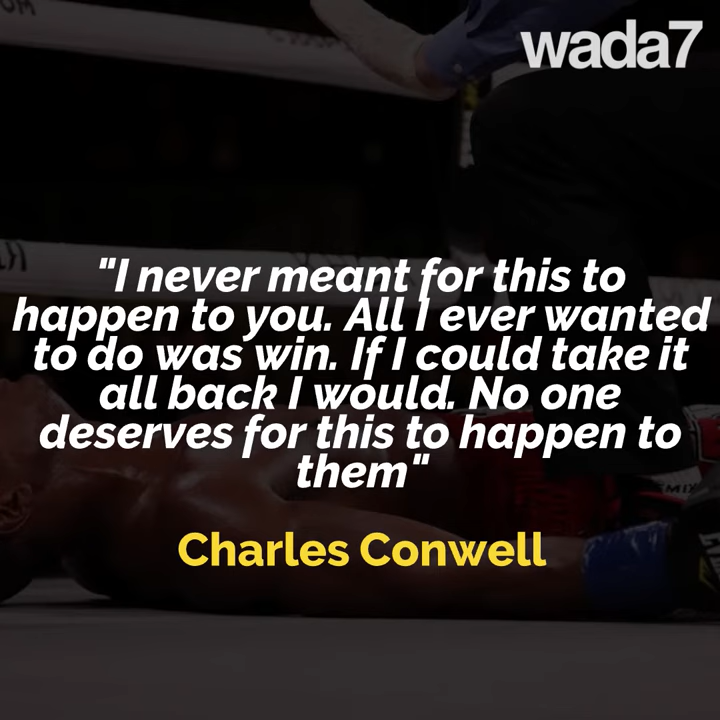 wada7
"I never meant for this to
happen to you. All I ever wanted
to do was win. If I could take it
all back I would. No one
deserves for this to happen to
them"
Charles Conwell